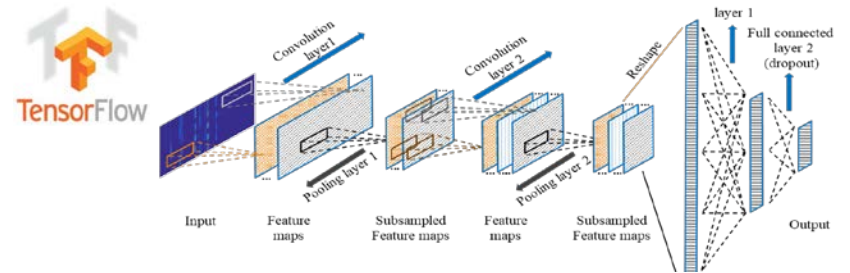 TensorFlow
Convolution
layer1
Convolution
layer 2
Reshape
layer 1
Full connected
layer 2
(dropout)
...
...
...
...
...
...
Pooling layer 1
Pooling layer 2
Input
Feature
maps
Subsampled
Feature maps
Feature
maps
Subsampled
Feature maps
Output